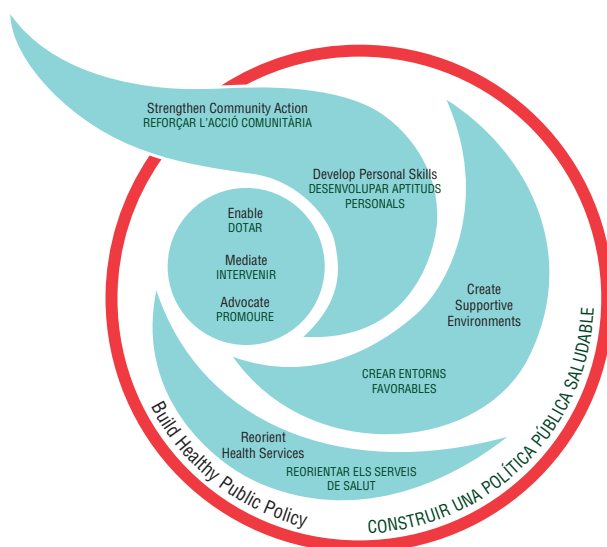 Strengthen Community Action
REFORÇAR L'ACCIÓ COMUNITÀRIA
Develop Personal Skills
DESENVOLUPAR APTITUDS
PERSONALS
Enable
DOTAR
Mediate
INTERVENIR
Advocate
PROMOURE
Create
Supportive
Environments
CREAR ENTORNS
FAVORABLES
Reorient
Health Services
REORIENTAR ELS SERVEIS
DE SALUT
Build Healthy Public Policy
CONSTRUIR UNA POLÍTICA PÚBLICA SALUDABLE